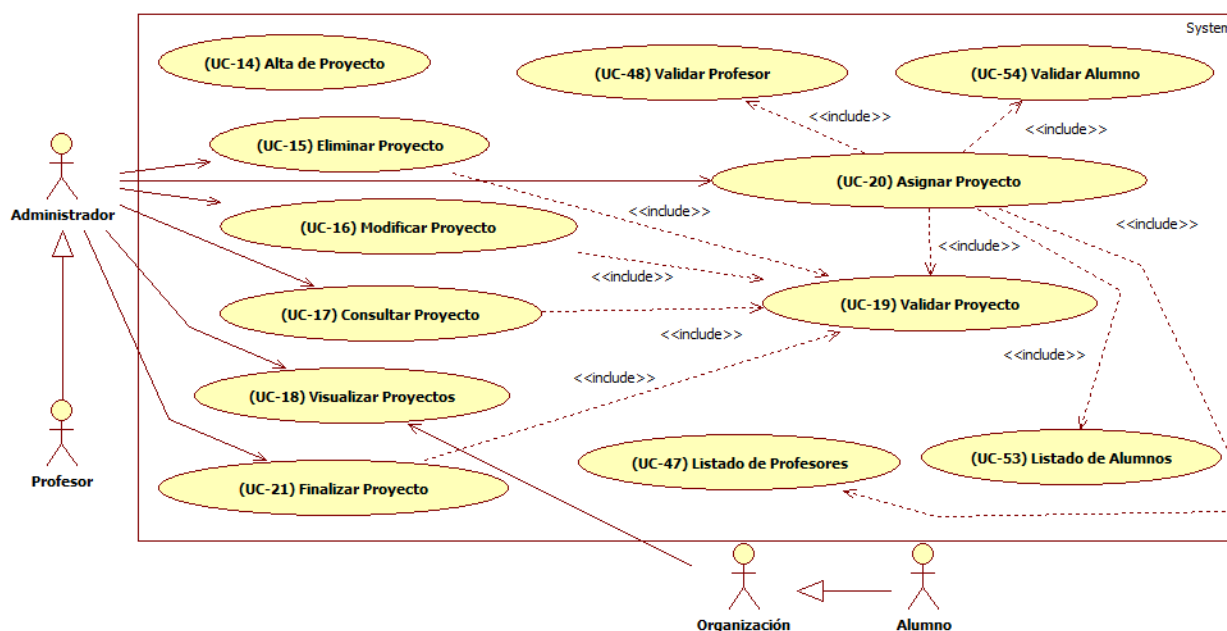 System
(UC-14) Alta de Proyecto
(UC-48) Validar Profesor
(UC-54) Validar Alumno
<<include>>
<<include>>
(UC-15) Eliminar Proyecto
(UC-20) Asignar Proyecto
Administrador
<<include>>
<<include>>
(UC-16) Modificar Proyecto
<<include>>
<<include>>
(UC-17) Consultar Proyecto
(UC-19) Validar Proyecto
<<include>>
<<include>>
(UC-18) Visualizar Proyectos
(UC-47) Listado de Profesores
(UC-53) Listado de Alumnos
Profesor
(UC-21) Finalizar Proyecto
Organización
Alumno